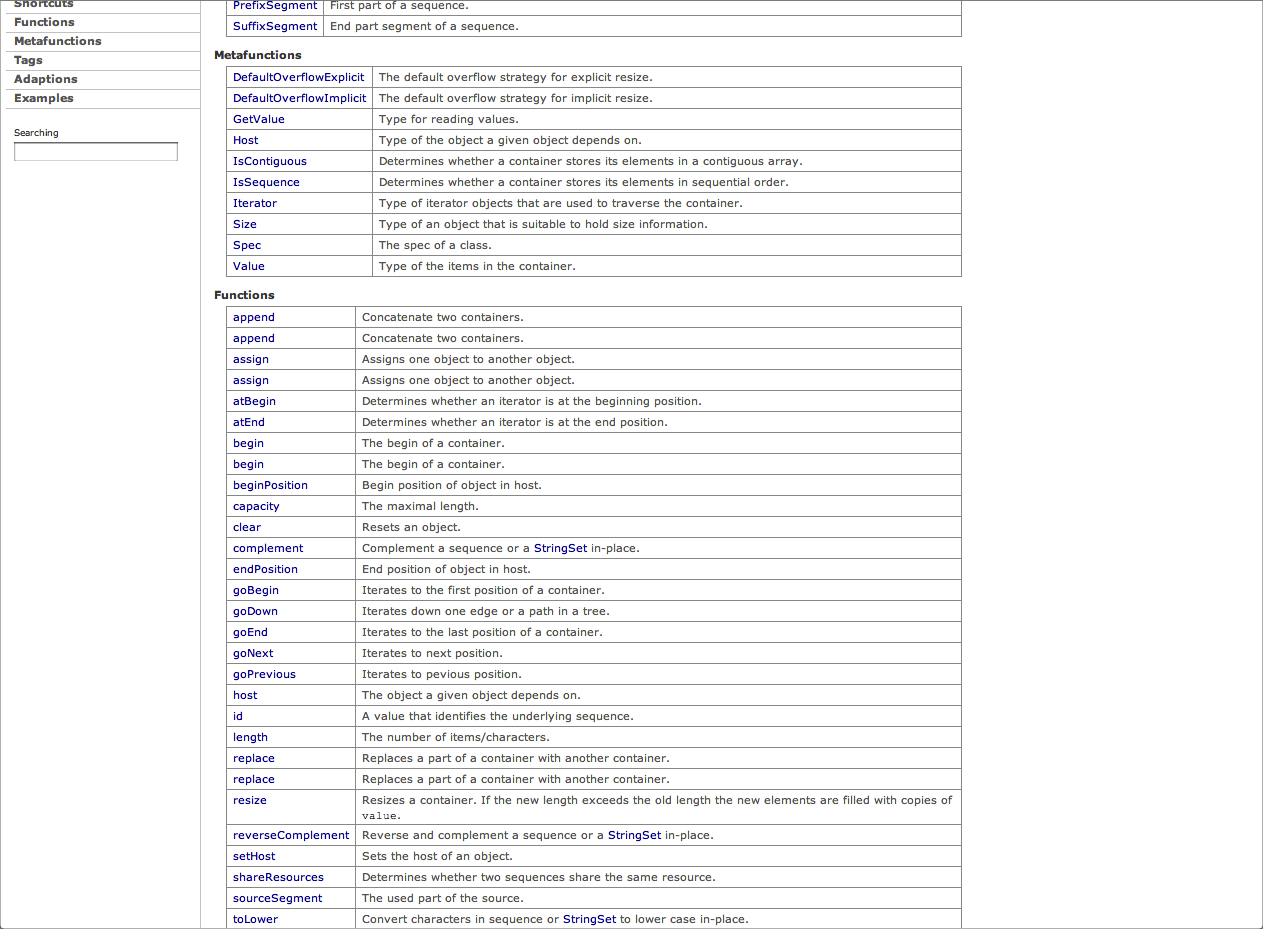 Shortcuts
Functions
Metafunctions
Tags
Adaptions
Examples
Searching
PrefixSegment First part of a sequence.
SuffixSegment End part segment of a sequence.
Metafunctions
DefaultOverflowExplicit The default overflow strategy for explicit resize.
DefaultOverflowImplicit The default overflow strategy for implicit resize.
GetValue Type for reading values.
Host Type of the object a given object depends on.
IsContiguous Determines whether a container stores its elements in a contiguous array.
IsSequence Determines whether a container stores its elements in sequential order.
Iterator Type of iterator objects that are used to traverse the container.
Size Type of an object that is suitable to hold size information.
Spec The spec of a class.
Value Type of the items in the container.
Functions
append Concatenate two containers.
append Concatenate two containers.
assign Assigns one object to another object.
assign Assigns one object to another object.
atBegin Determines whether an iterator is at the beginning position.
atEnd Determines whether an iterator is at the end position.
begin The begin of a container.
begin The begin of a container.
beginPosition Begin position of object in host.
capacity The maximal length.
clear Resets an object.
complement Complement a sequence or a StringSet in-place.
endPosition End position of object in host.
goBegin Iterates to the first position of a container.
goDown Iterates down one edge or a path in a tree.
goEnd Iterates to the last position of a container.
goNext Iterates to next position.
goPrevious Iterates to pevious position.
host The object a given object depends on.
id A value that identifies the underlying sequence.
length The number of items/characters.
replace Replaces a part of a container with another container.
replace Replaces a part of a container with another container.
resize Resizes a container. If the new length exceeds the old length the new elements are filled with copies of
value.
reverseComplement Reverse and complement a sequence or a StringSet in-place.
setHost Sets the host of an object.
shareResources Determines whether two sequences share the same resource.
sourceSegment The used part of the source.
toLower Convert characters in sequence or StringSet to lower case in-place.